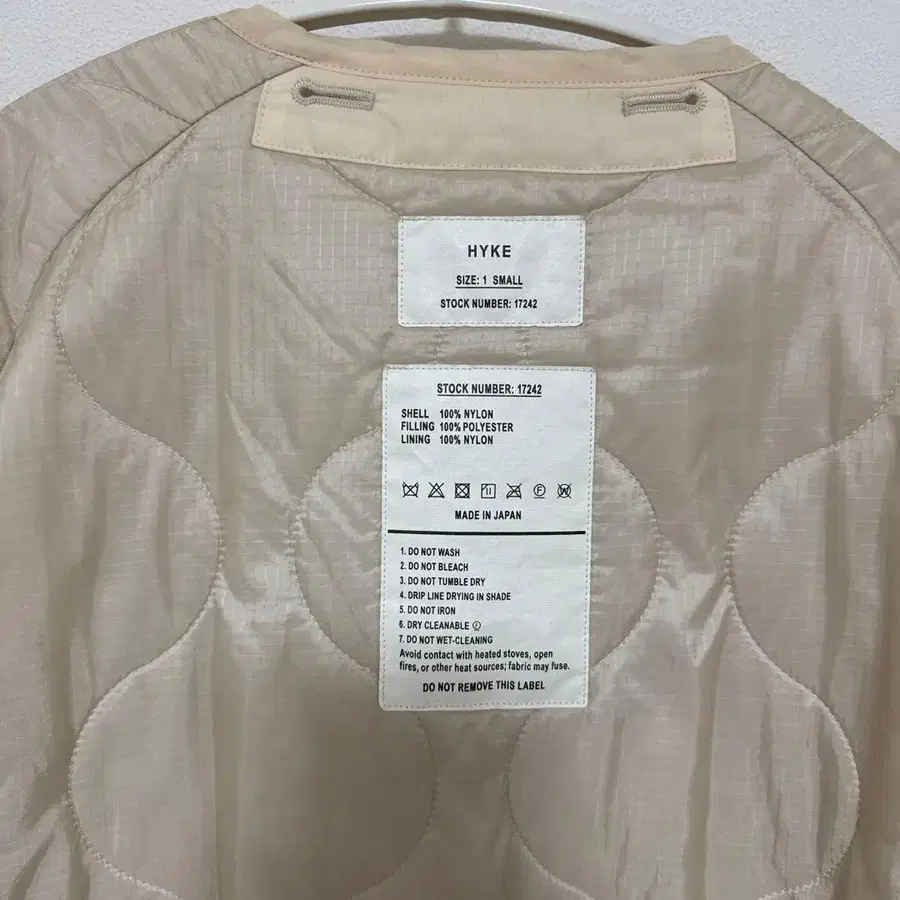 HYKE
SIZE: 1 SMALL
STOCK NUMBER: 17242
STOCK NUMBER: 17242
SHELL 100% NYLON
FILLING 100% POLYESTER
LINING 100% NYLON
MADE IN JAPAN
1. DO NOT WASH
2. DO NOT BLEACH
3. DO NOT TUMBLE DRY
4. DRIP LINE DRYING IN SHADE
5. DO NOT IRON
6. DRY CLEANABLE Ⓕ
7. DO NOT WET-CLEANING
Avoid contact with heated stoves, open
fires, or other heat sources; fabric may fuse.
DO NOT REMOVE THIS LABEL